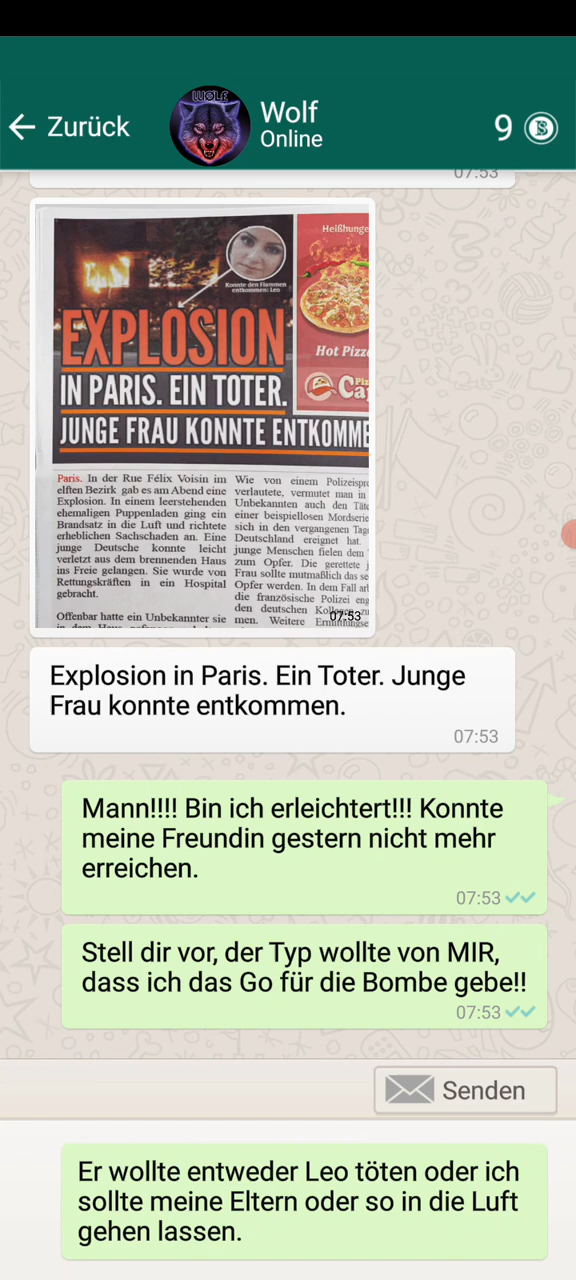 Zurück
WOLF
Wolf
Online
9
07:53
Konnte den Flammen
entkommen: Leo
EXPLOSION
IN PARIS. EIN TOTER.
JUNGE FRAU KONNTE ENTKOMME
Heißhunge
Hot Pizz
Pizz
Ca
Paris. In der Rue Félix Voisin im
elften Bezirk gab es am Abend eine
Explosion. In einem leerstehenden
ehemaligen Puppenladen ging ein
Brandsatz in die Luft und richtete
erheblichen Sachschaden an. Eine
junge Deutsche konnte leicht
verletzt aus dem brennenden Haus
ins Freie gelangen. Sie wurde von
Rettungskräften in ein Hospital
gebracht.
Offenbar hatte ein Unbekannter sie
Wie von einem Polizeispr
verlautete, vermutet man in
Unbekannten auch den Täte
einer beispiellosen Mordserie
sich in den vergangenen Tag
Deutschland ereignet hat.
junge Menschen fielen dem
zum Opfer. Die gerettete j
Frau sollte mutmaßlich das se
Opfer werden. In dem Fall ar
die französische Polizei eng
den deutschen
men. Weitere
07:53
Explosion in Paris. Ein Toter. Junge
Frau konnte entkommen.
07:53
Mann!!!! Bin ich erleichtert!!! Konnte
meine Freundin gestern nicht mehr
erreichen.
07:53
Stell dir vor, der Typ wollte von MIR,
dass ich das Go für die Bombe gebe!!
07:53
Senden
Er wollte entweder Leo töten oder ich
sollte meine Eltern oder so in die Luft
gehen lassen.